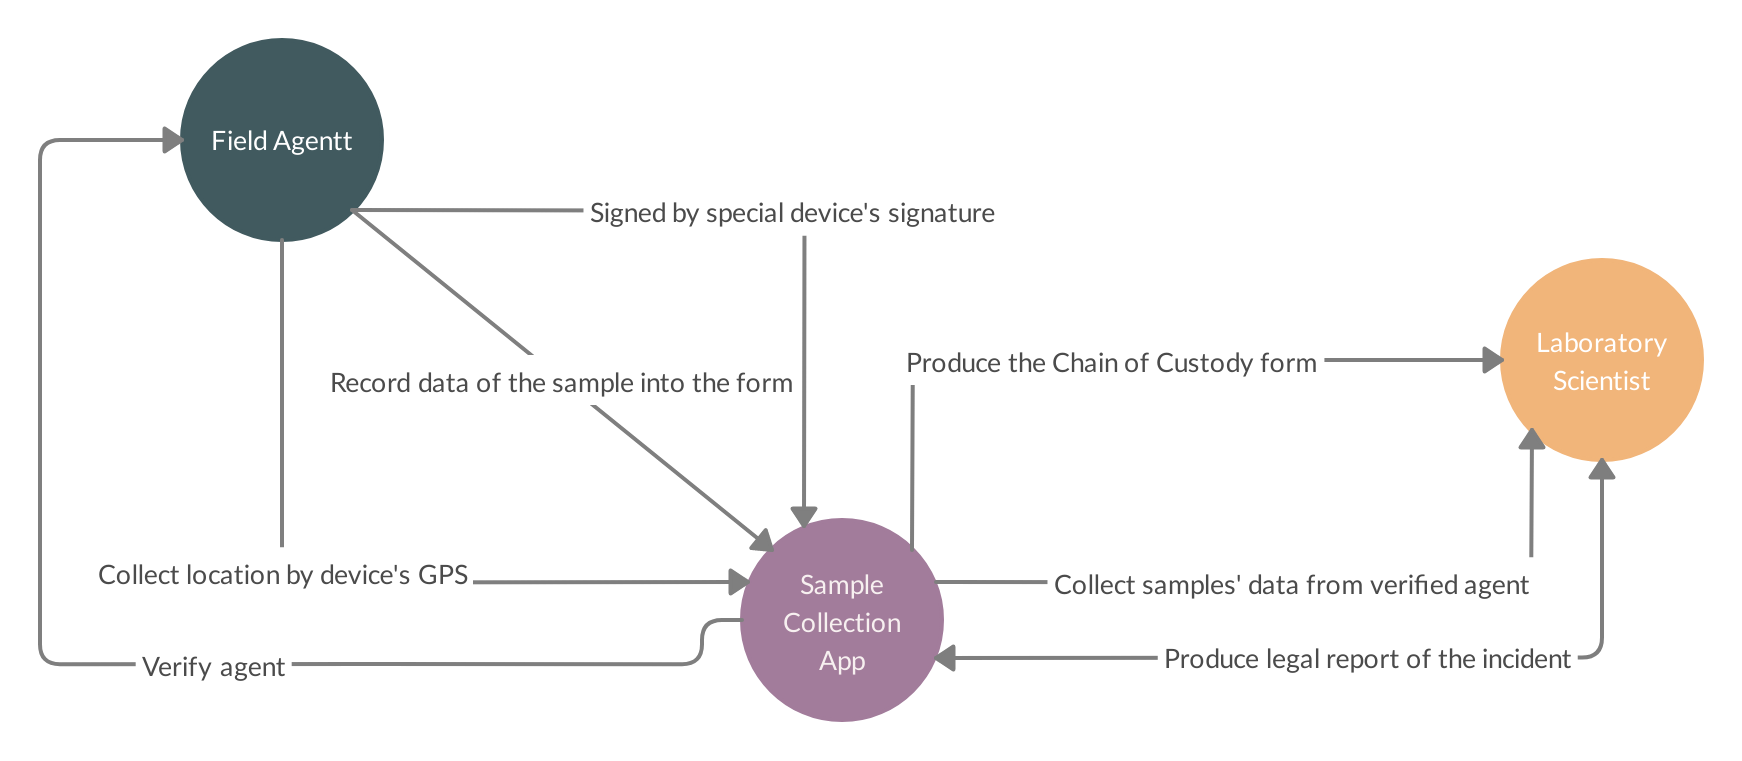 Field Agentt
Signed by special device's signature
Record data of the sample into the form
Produce the Chain of Custody form
Laboratory
Scientist
Collect location by device's GPS
Sample
Collection
App
Collect samples' data from verified agent
Verify agent
Produce legal report of the incident